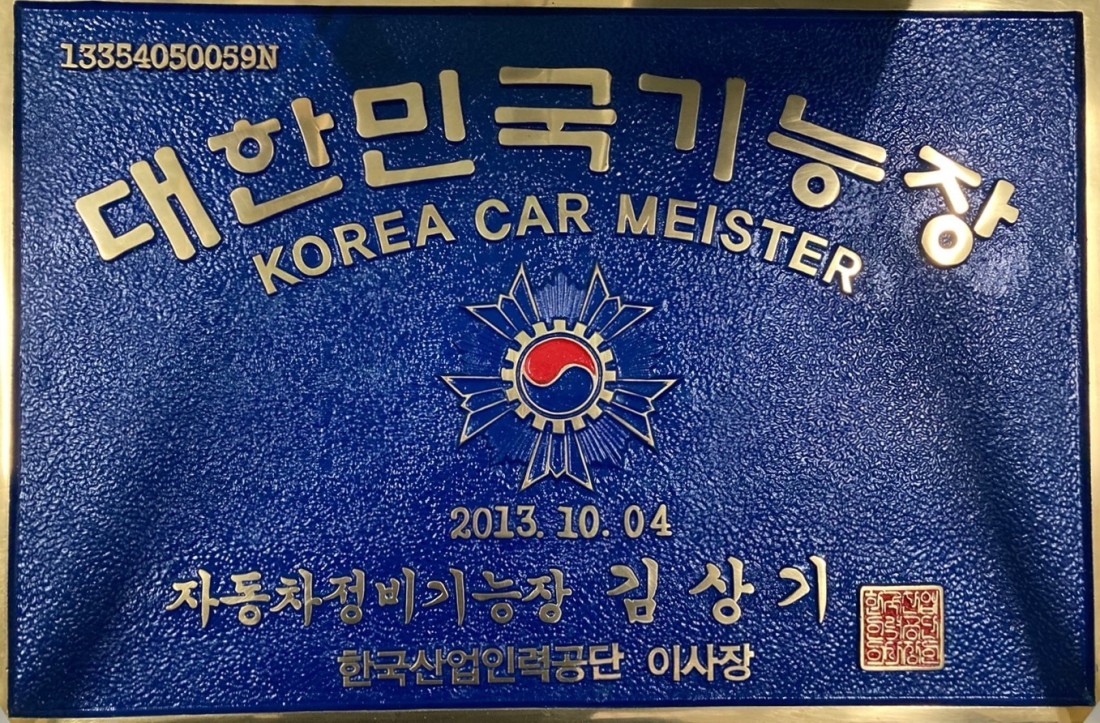 13354050059N
대한민국기능장
KOREA CAR MEISTER
2013. 10. 04
자동차정비기능장 김상기
한국산업인력공단 이사장